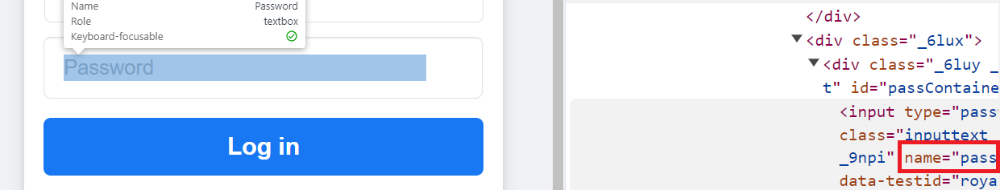 Name Password
Role textbox
Keyboard-focusable
Password
Log in
</div>
<div class="_6lux">
<div class="_6luy _
t" id="passContaine
<input type="pass
class="inputtext
_9npi" name="pass
data-testid="roya